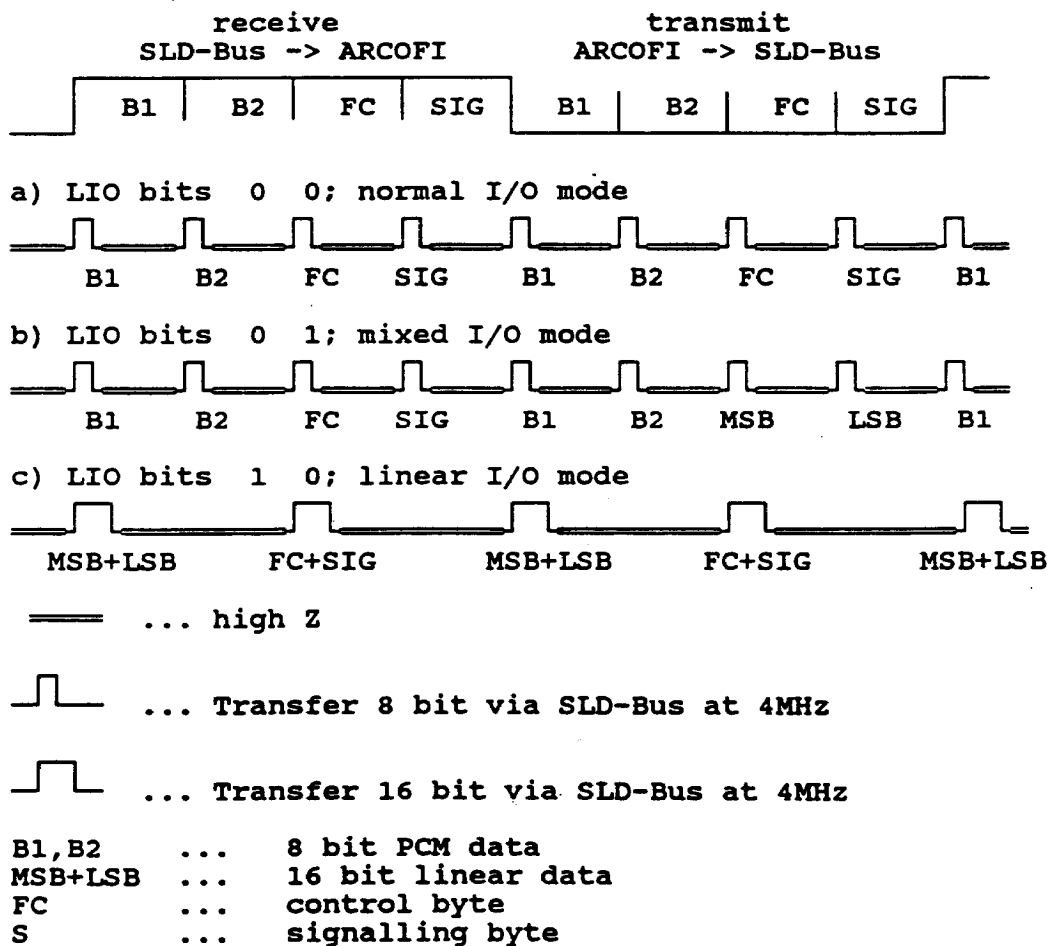 receive transmit
SLD-Bus -> ARCOFI ARCOFI -> SLD-Bus
B1 B2 FC SIG B1 B2 FC SIG
a) LIO bits 0 0; normal I/O mode
B1 B2 FC SIG B1 B2 FC SIG B1
b) LIO bits 0 1; mixed I/O mode
B1 B2 FC SIG B1 B2 MSB LSB B1
c) LIO bits 1 0; linear I/O mode
MSB+LSB FC+SIG MSB+LSB FC+SIG MSB+LSB
... high Z
... Transfer 8 bit via SLD-Bus at 4MHz
... Transfer 16 bit via SLD-Bus at 4MHz
B1,B2 ... 8 bit PCM data
MSB+LSB ... 16 bit linear data
FC ... control byte
S ... signalling byte